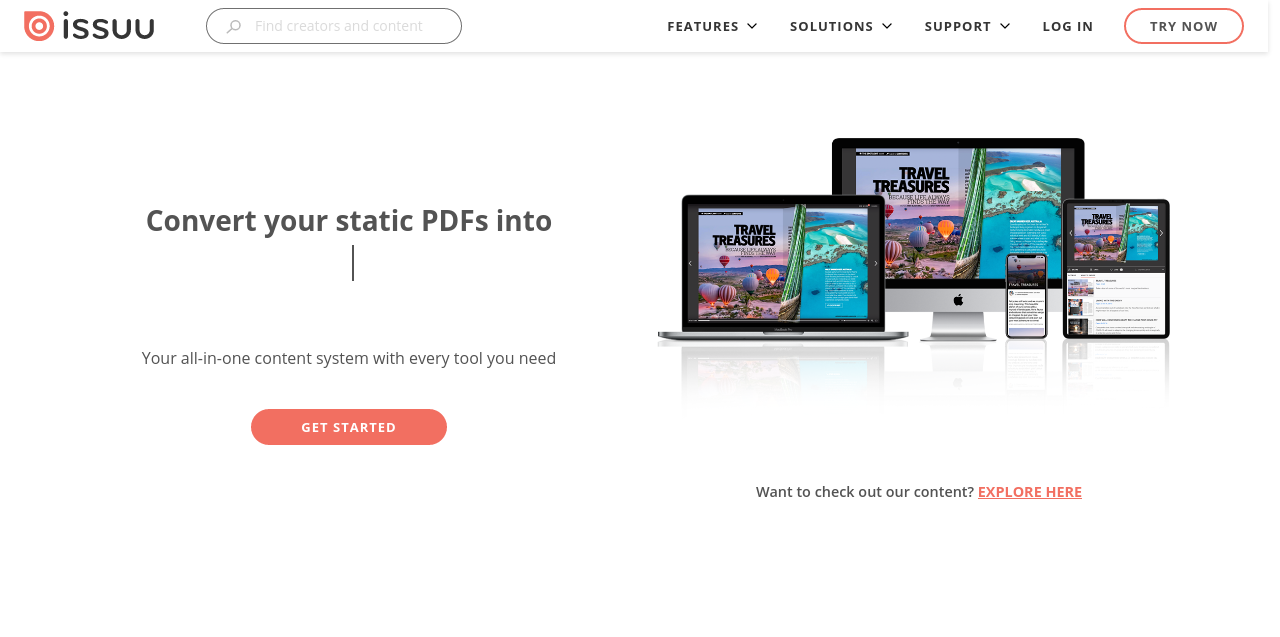 issuu
Find creators and content
FEATURES
SOLUTIONS
SUPPORT
LOG IN
TRY NOW
Convert your static PDFs into
Your all-in-one content system with every tool you need
GET STARTED
TRAVEL
TREASURES
BECAUSE LIFE ALWAYS
FINDS THE WAY
TRAVEL
TREASURES
BECAUSE LIFE ALWAYS
FINDS THE WAY
TRAVEL
TREASURES
TRAVEL TREASURES
Want to check out our content? EXPLORE HERE